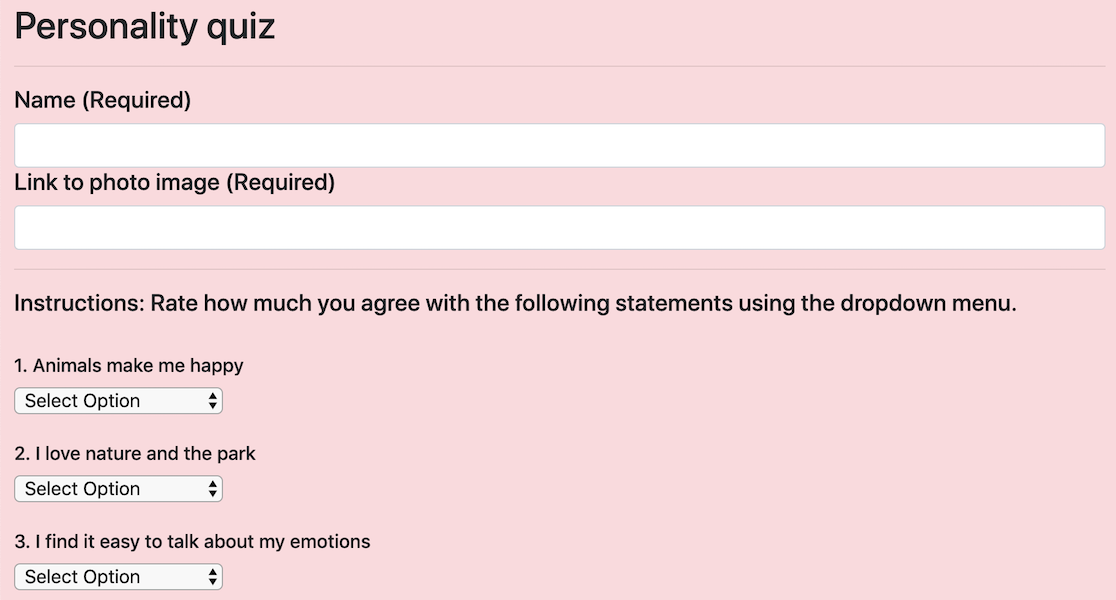 Personality quiz
Name (Required)
Link to photo image (Required)
Instructions: Rate how much you agree with the following statements using the dropdown menu.
1. Animals make me happy
Select Option
2. I love nature and the park
Select Option
3. I find it easy to talk about my emotions
Select Option